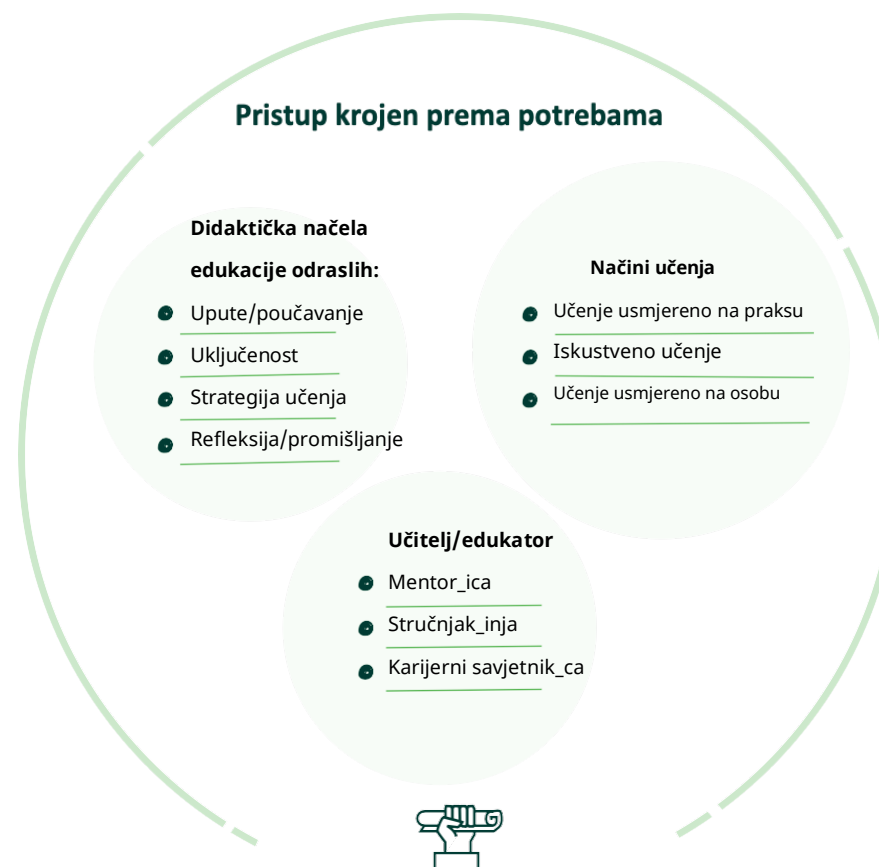 Pristup krojen prema potrebama
Didaktička načela
edukacije odraslih:
Upute/poučavanje
Uključenost
Strategija učenja
Refleksija/promišljanje
Načini učenja
Učenje usmjereno na praksu
Iskustveno učenje
Učenje usmjereno na osobu
Učitelj/edukator
Mentor_ica
Stručnjak_inja
Karijerni savjetnik_ca